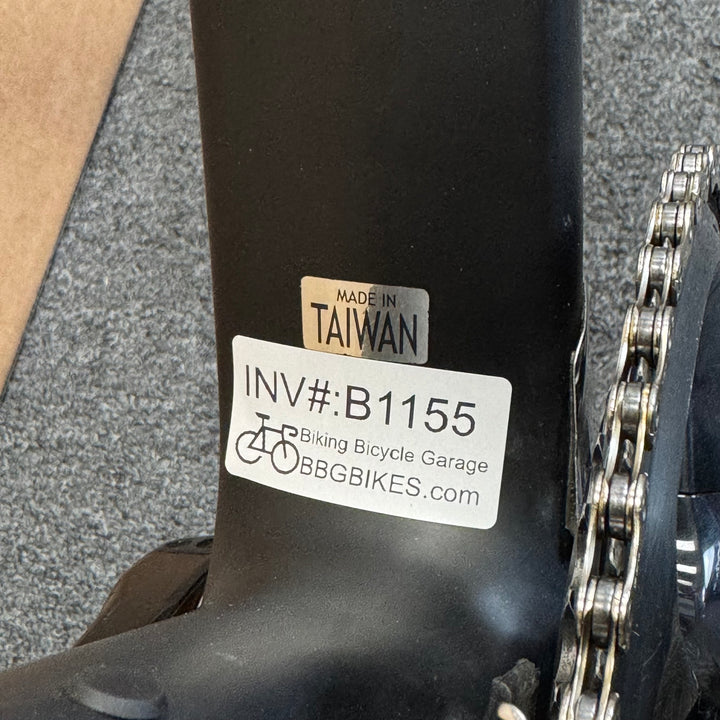 MADE IN
TAIWAN
INV#:B1155
Biking Bicycle Garage
BBGBIKES.com